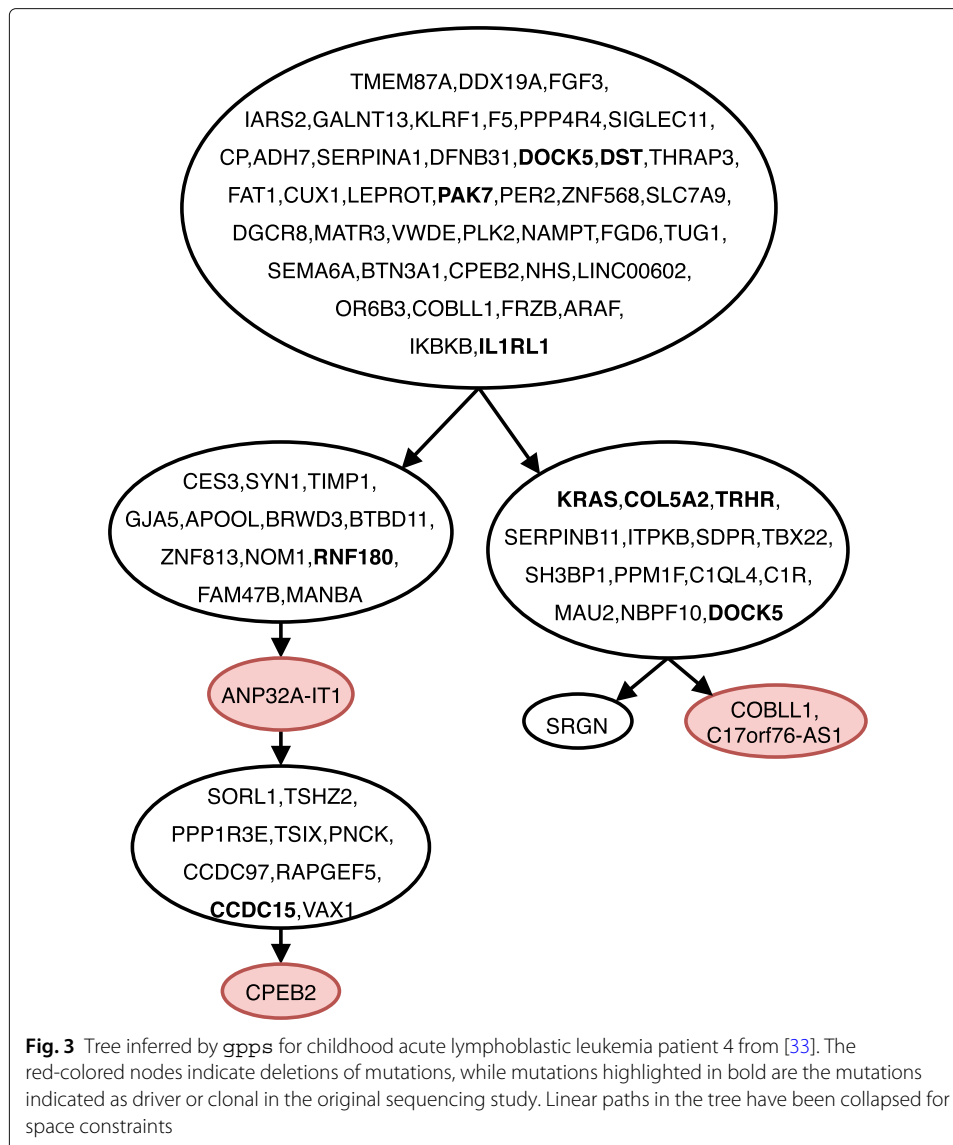 TMEM87A,DDX19A,FGF3,
IARS2,GALNT13,KLRF1,F5,PPP4R4,SIGLEC11,
CP,ADH7,SERPINA1,DFNB31,DOCK5,DST,THRAP3,
FAT1,CUX1,LEPROT,PAK7,PER2,ZNF568,SLC7A9,
DGCR8,MATR3,VWDE,PLK2,NAMPT,FGD6,TUG1,
SEMA6A,BTN3A1,CPEB2,NHS,LINC00602,
OR6B3,COBLL1,FRZB,ARAF,
IKBKB,IL1RL1
CES3,SYN1,TIMP1,
GJA5,APOOL,BRWD3,BTBD11,
ZNF813,NOM1,RNF180,
FAM47B,MANBA
KRAS,COL5A2,TRHR,
SERPINB11,ITPKB,SDPR,TBX22,
SH3BP1,PPM1F,C1QL4,C1R,
MAU2,NBPF10,DOCK5
ANP32A-IT1
SRGN
COBLL1,
C17orf76-AS1
SORL1,TSHZ2,
PPP1R3E,TSIX,PNCK,
CCDC97,RAPGEF5,
CCDC15,VAX1
CPEB2
Fig. 3 Tree inferred by gpps for childhood acute lymphoblastic leukemia patient 4 from [33]. The
red-colored nodes indicate deletions of mutations, while mutations highlighted in bold are the mutations
indicated as driver or clonal in the original sequencing study. Linear paths in the tree have been collapsed for
space constraints